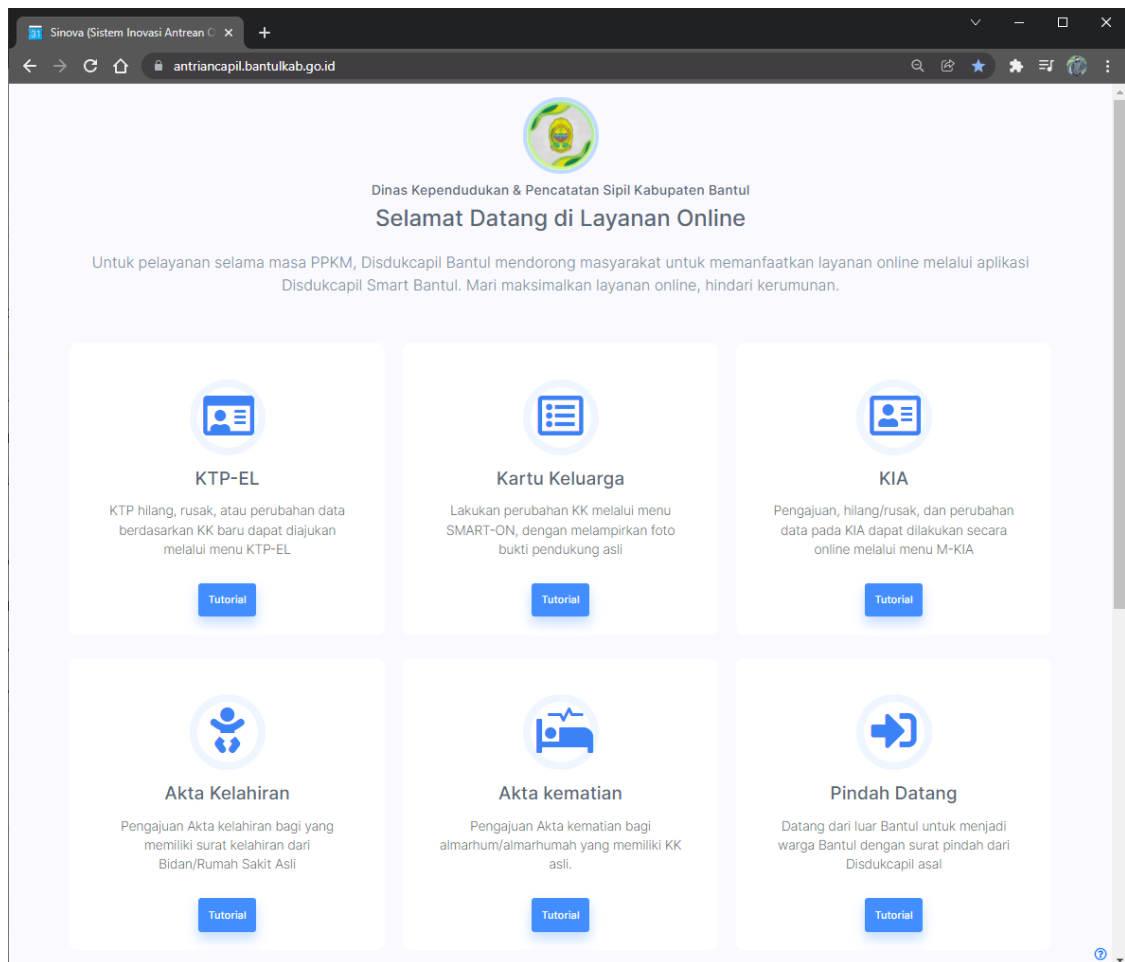 31 Sinova (Sistem Inovasi Antrean O
antriancapil.bantulkab.go.id
Dinas Kependudukan & Pencatatan Sipil Kabupaten Bantul
Selamat Datang di Layanan Online
Untuk pelayanan selama masa PPKM, Disdukcapil Bantul mendorong masyarakat untuk memanfaatkan layanan online melalui aplikasi
Disdukcapil Smart Bantul. Mari maksimalkan layanan online, hindari kerumunan.
KTP-EL
KTP hilang, rusak, atau perubahan data
berdasarkan KK baru dapat diajukan
melalui menu KTP-EL
Tutorial
Kartu Keluarga
Lakukan perubahan KK melalui menu
SMART-ON, dengan melampirkan foto
bukti pendukung asli
Tutorial
KIA
Pengajuan, hilang/rusak, dan perubahan
data pada KIA dapat dilakukan secara
online melalui menu M-KIA
Tutorial
Akta Kelahiran
Pengajuan Akta kelahiran bagi yang
memiliki surat kelahiran dari
Bidan/Rumah Sakit Asli
Tutorial
Akta kematian
Pengajuan Akta kematian bagi
almarhum/almarhumah yang memiliki KK
asli.
Tutorial
Pindah Datang
Datang dari luar Bantul untuk menjadi
warga Bantul dengan surat pindah dari
Disdukcapil asal
Tutorial